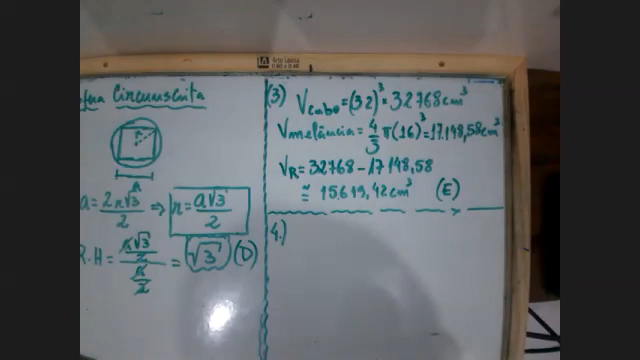 fera Circunscrita
a = 2r√3 / 2 ⇒ r = a√3 / 2
R.H = (a√3 / 2) / (a / 2) = √3 (D)
(3) Vcubo = (32)³ = 32768 cm³
Vmelância = 4/3 π(16)³ = 17.148,58 cm³
VR = 32768 - 17148,58
≅ 15.619,42 cm³ (E)
4.)